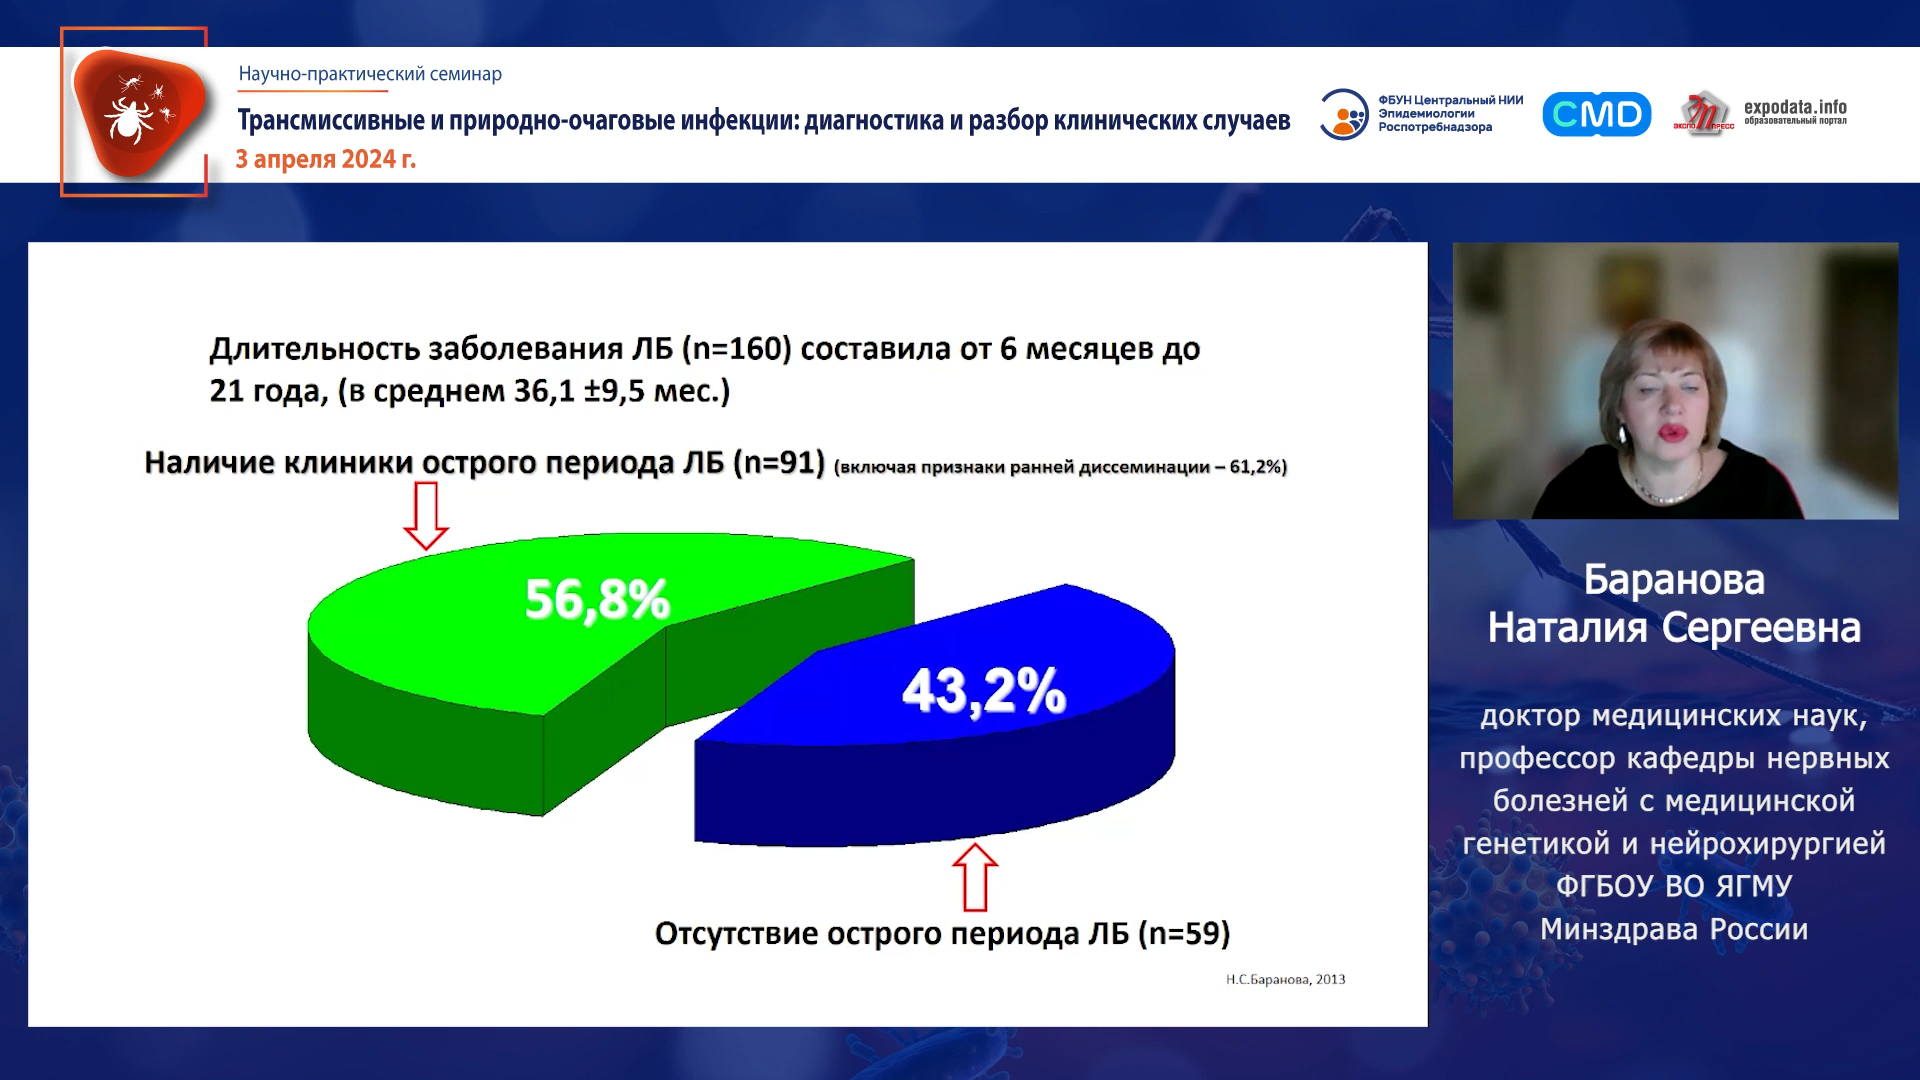 Научно-практический семинар
Трансмиссивные и природно-очаговые инфекции: диагностика и разбор клинических случаев
3 апреля 2024 г.
ФБУН Центральный НИИ
Эпидемиологии
Роспотребнадзора
CMD
ЭП
ЭКСПО ПРЕСС
expodata.info
образовательный портал
Длительность заболевания ЛБ (n=160) составила от 6 месяцев до
21 года, (в среднем 36,1 ±9,5 мес.)
Наличие клиники острого периода ЛБ (n=91) (включая признаки ранней диссеминации – 61,2%)
56,8%
43,2%
Отсутствие острого периода ЛБ (n=59)
Н.С.Баранова, 2013
Баранова
Наталия Сергеевна
доктор медицинских наук,
профессор кафедры нервных
болезней с медицинской
генетикой и нейрохирургией
ФГБОУ ВО ЯГМУ
Минздрава России